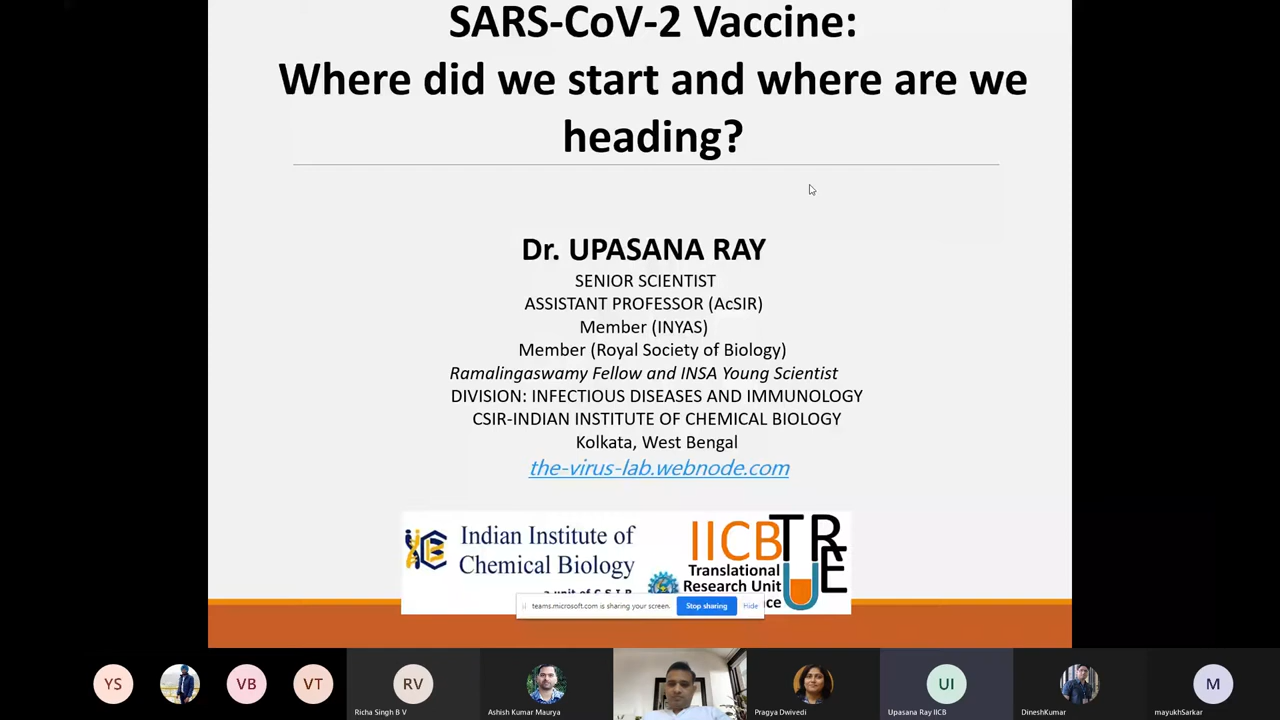 SARS-CoV-2 Vaccine:
Where did we start and where are we
heading?
Dr. UPASANA RAY
SENIOR SCIENTIST
ASSISTANT PROFESSOR (AcSIR)
Member (INYAS)
Member (Royal Society of Biology)
Ramalingaswamy Fellow and INSA Young Scientist
DIVISION: INFECTIOUS DISEASES AND IMMUNOLOGY
CSIR-INDIAN INSTITUTE OF CHEMICAL BIOLOGY
Kolkata, West Bengal
the-virus-lab.webnode.com
Indian Institute of
Chemical Biology
a unit of C S I R
IICB TRUE
Translational
Research Unit
teams.microsoft.com is sharing your screen.
Stop sharing
Hide
YS
VB
VT
RV
UI
M
Richa Singh B V
Ashish Kumar Maurya
Pragya Dwivedi
Upasana Ray IICB
DineshKumar
mayukhSarkar